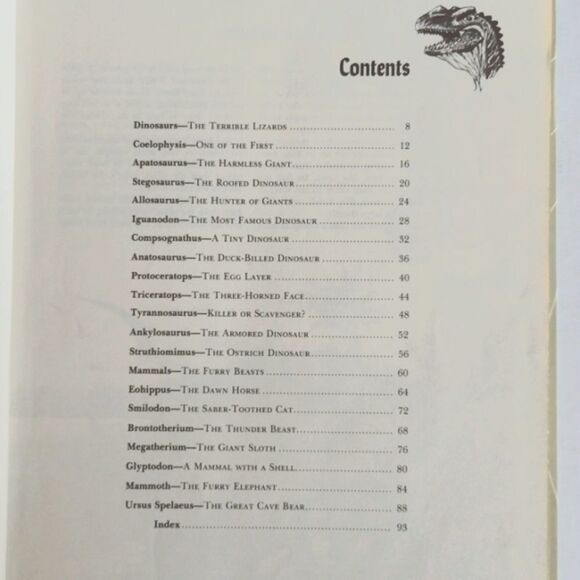 Contents
Dinosaurs—The Terrible Lizards 8
Coelophysis—One of the First 12
Apatosaurus—The Harmless Giant 16
Stegosaurus—The Roofed Dinosaur 20
Allosaurus—The Hunter of Giants 24
Iguanodon—The Most Famous Dinosaur 28
Compsognathus—A Tiny Dinosaur 32
Anatosaurus—The Duck-Billed Dinosaur 36
Protoceratops—The Egg Layer 40
Triceratops—The Three-Horned Face 44
Tyrannosaurus—Killer or Scavenger? 48
Ankylosaurus—The Armored Dinosaur 52
Struthiomimus—The Ostrich Dinosaur 56
Mammals—The Furry Beasts 60
Eohippus—The Dawn Horse 64
Smilodon—The Saber-Toothed Cat 72
Brontotherium—The Thunder Beast 68
Megatherium—The Giant Sloth 76
Glyptodon—A Mammal with a Shell 80
Mammoth—The Furry Elephant 84
Ursus Spelaeus—The Great Cave Bear 88
Index 93